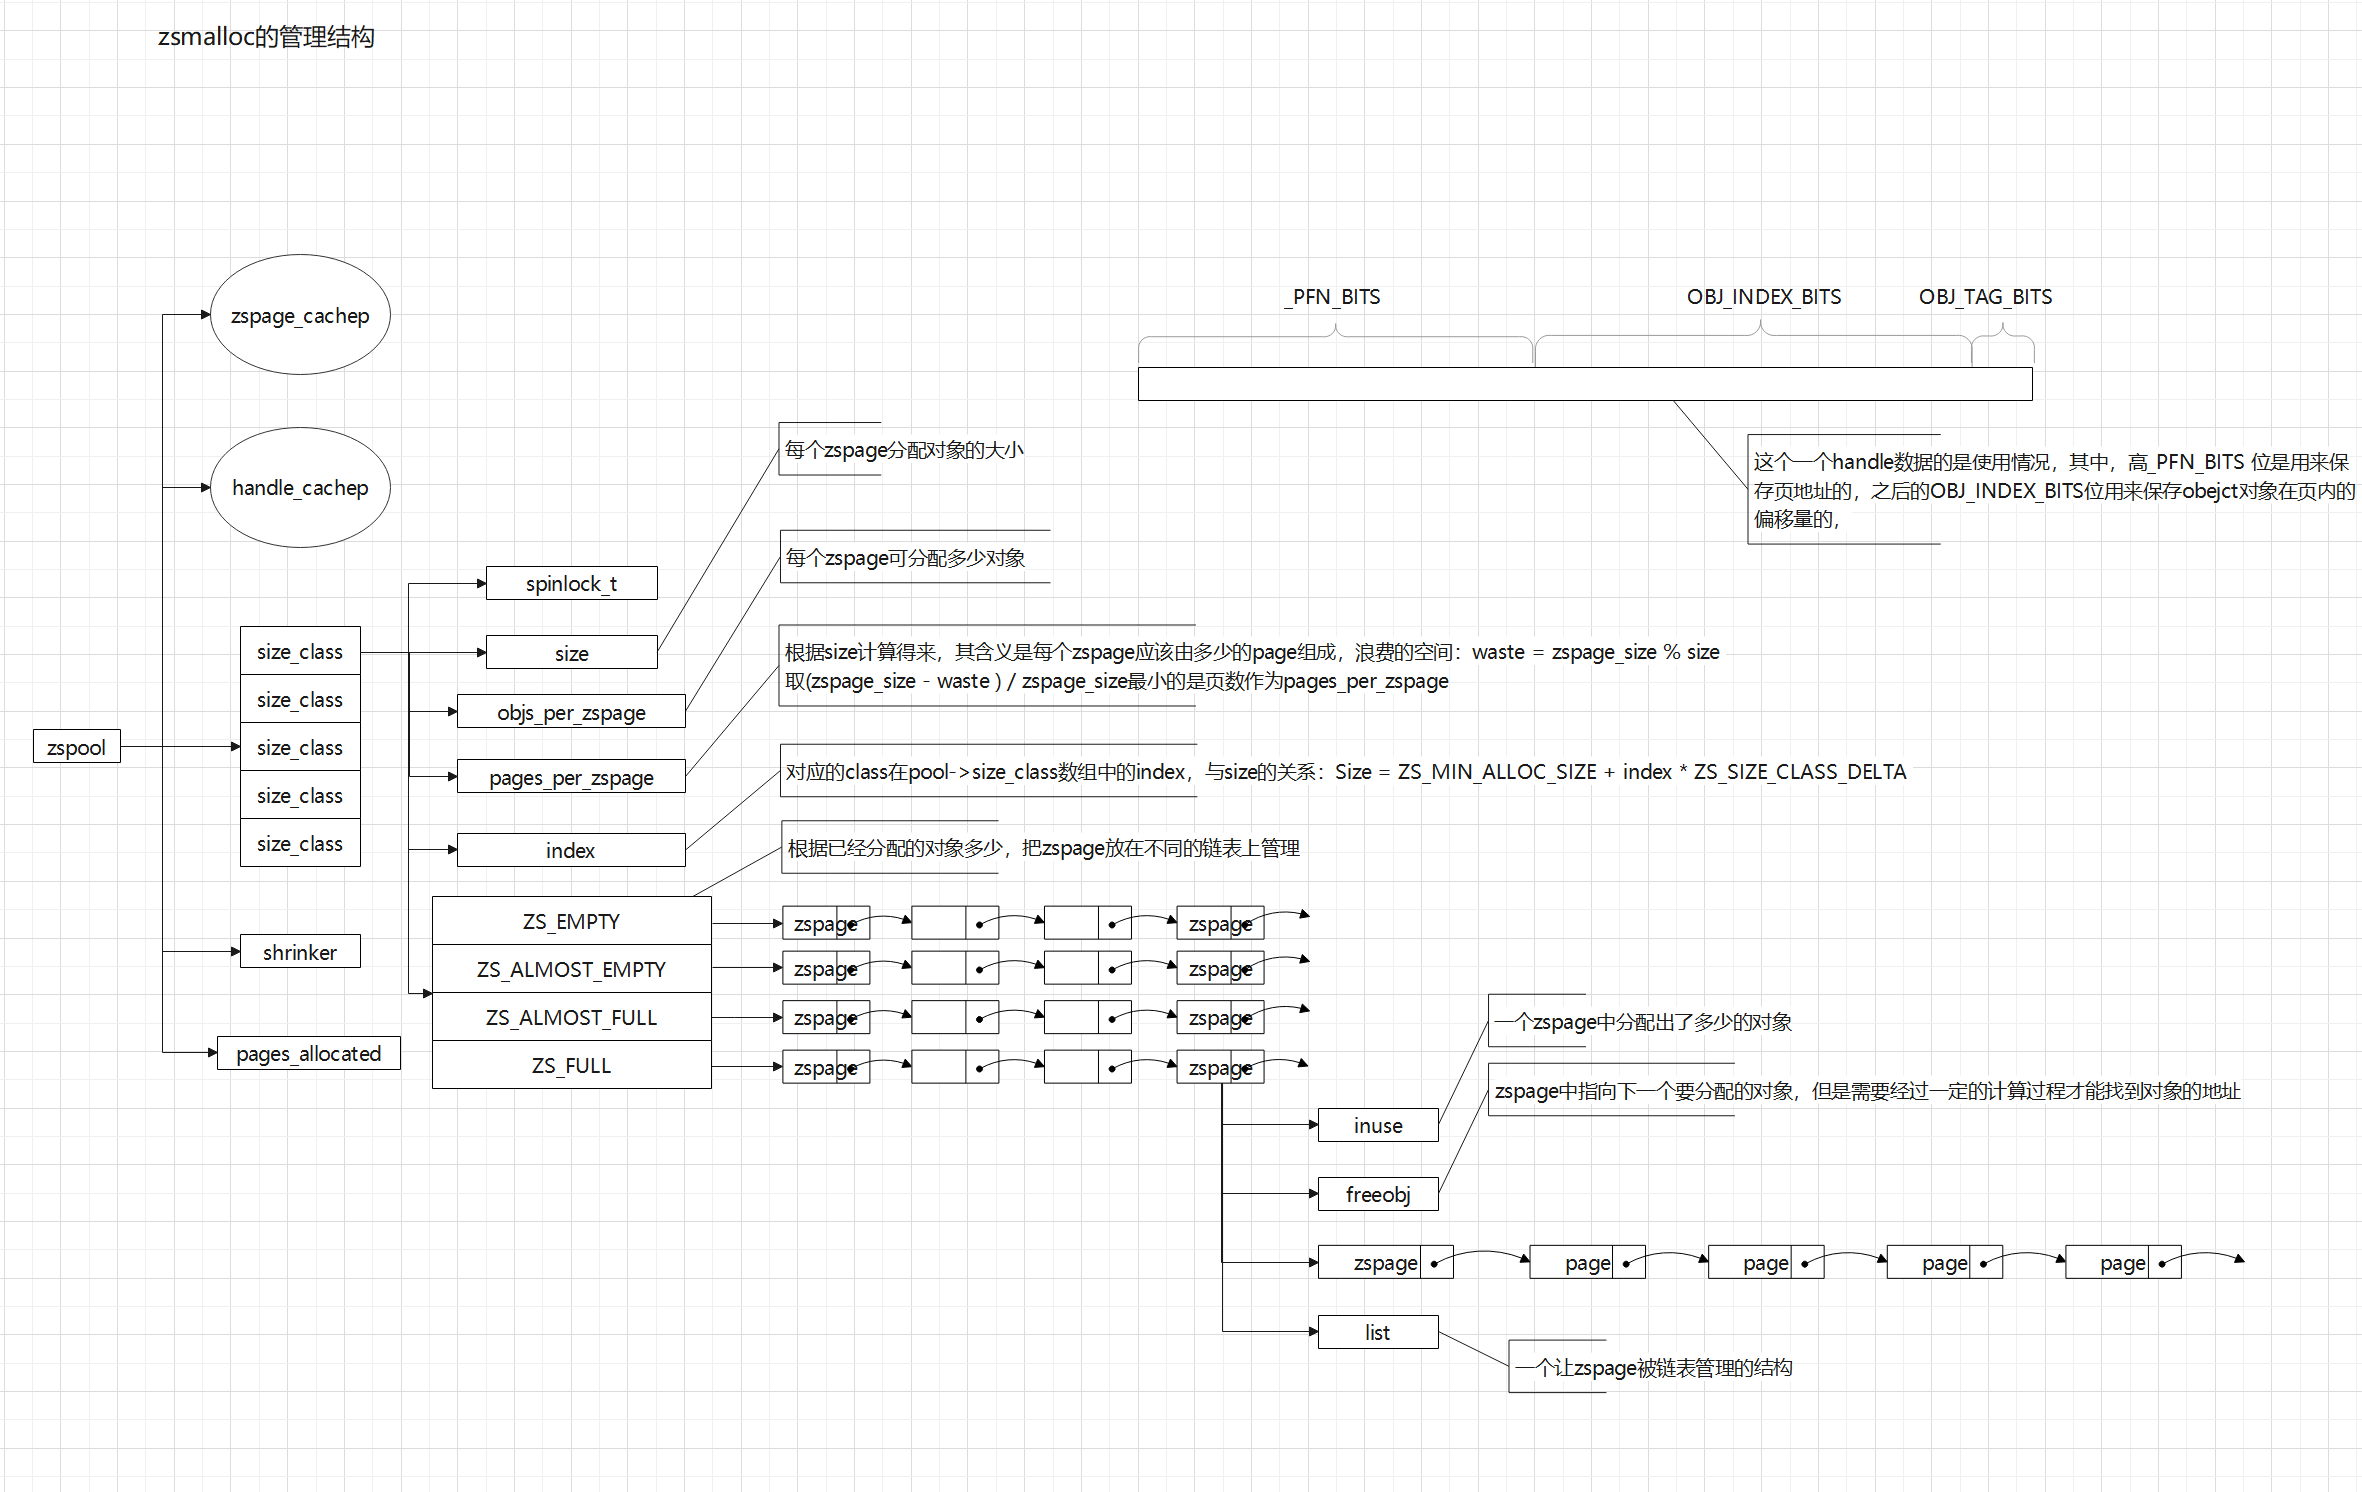 zsmalloc的管理结构
zspage_cachep
_PFN_BITS
OBJ_INDEX_BITS
OBJ_TAG_BITS
handle_cachep
每个zspage分配对象的大小
这个一个handle数据的是使用情况，其中，高_PFN_BITS 位是用来保
存页地址的，之后的OBJ_INDEX_BITS位用来保存obejct对象在页内的
偏移量的，
每个zspage可分配多少对象
spinlock_t
size_class
size
根据size计算得来，其含义是每个zspage应该由多少的page组成，浪费的空间：waste = zspage_size % size
取(zspage_size - waste ) / zspage_size最小的是页数作为pages_per_zspage
size_class
objs_per_zspage
zspool
size_class
pages_per_zspage
对应的class在pool->size_class数组中的index，与size的关系：Size = ZS_MIN_ALLOC_SIZE + index * ZS_SIZE_CLASS_DELTA
size_class
size_class
index
根据已经分配的对象多少，把zspage放在不同的链表上管理
ZS_EMPTY
zspage
zspage
shrinker
ZS_ALMOST_EMPTY
zspage
zspage
ZS_ALMOST_FULL
zspage
zspage
一个zspage中分配出了多少的对象
pages_allocated
ZS_FULL
zspage
zspage
zspage中指向下一个要分配的对象，但是需要经过一定的计算过程才能找到对象的地址
inuse
freeobj
zspage
page
page
page
page
list
一个让zspage被链表管理的结构